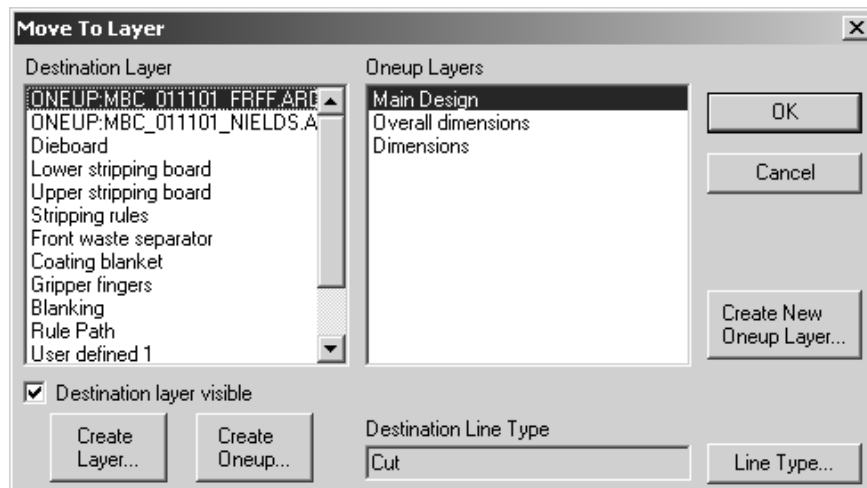 Move To Layer
Destination Layer
ONEUP:MBC_011101_FRFF.ARD
ONEUP:MBC_011101_NIELDS.A
Dieboard
Lower stripping board
Upper stripping board
Stripping rules
Front waste separator
Coating blanket
Gripper fingers
Blanking
Rule Path
User defined 1
Oneup Layers
Main Design
Overall dimensions
Dimensions
OK
Cancel
Create New
Oneup Layer...
Destination layer visible
Create
Layer...
Create
Oneup...
Destination Line Type
Cut
Line Type...